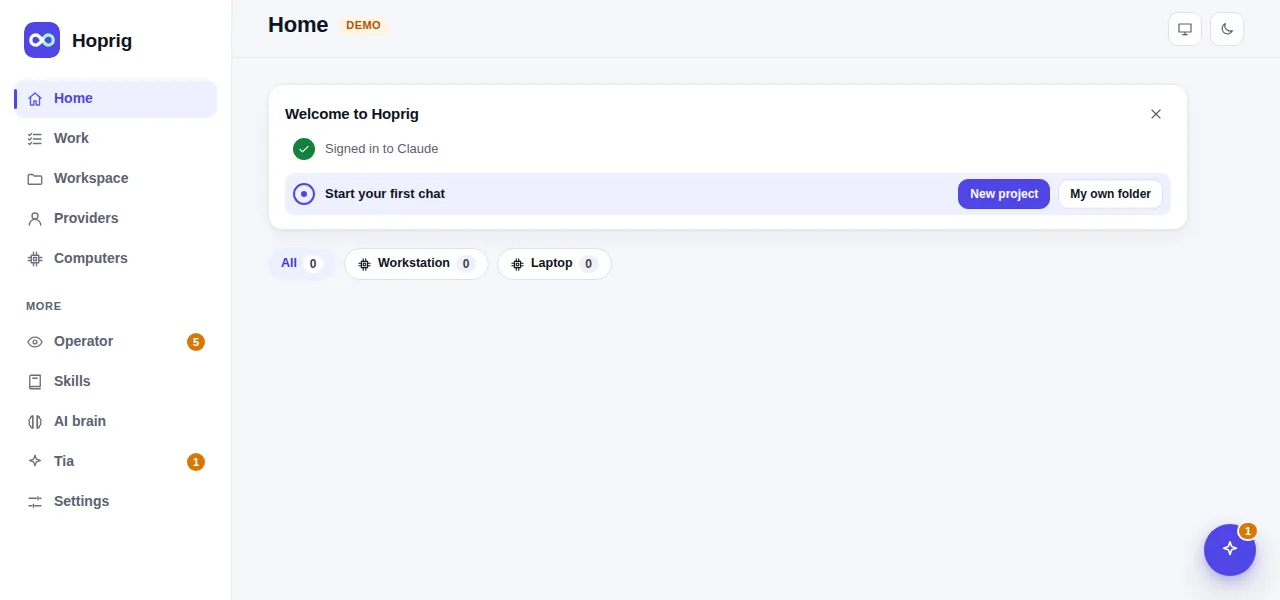 Hoprig
Home
Work
Workspace
Providers
Computers
MORE
Operator 5
Skills
AI brain
Tia 1
Settings
Home DEMO
Welcome to Hoprig
Signed in to Claude
Start your first chat New project My own folder
All 0 Workstation 0 Laptop 0
1